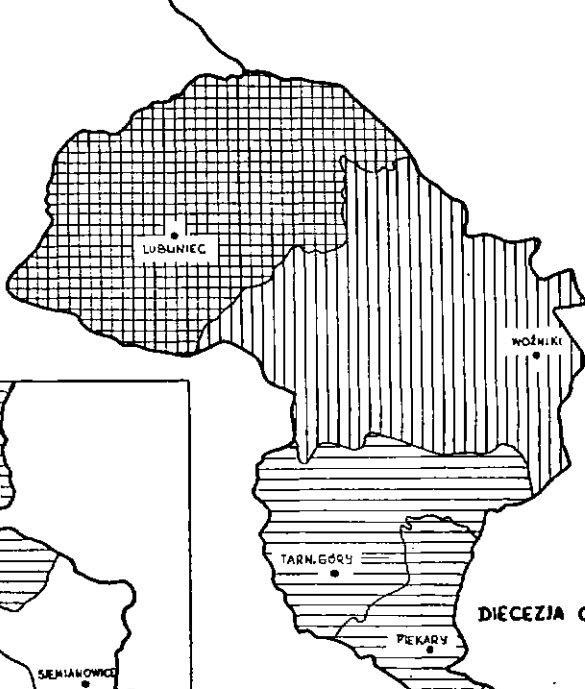 LUBLINIEC
WOŹNIKI
TARN. GÓRY
DIECEZJA
PIEKARY
SIEMIANOWICE